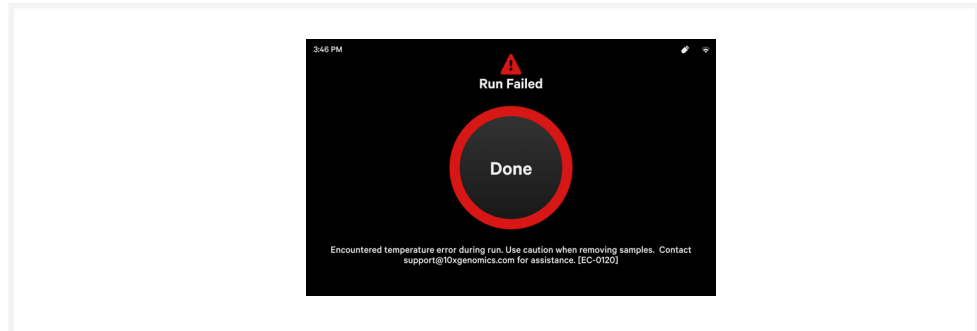 3:46 PM
Run Failed
Done
Encountered temperature error during run. Use caution when removing samples. Contact
support@10xgenomics.com for assistance. [EC-0120]